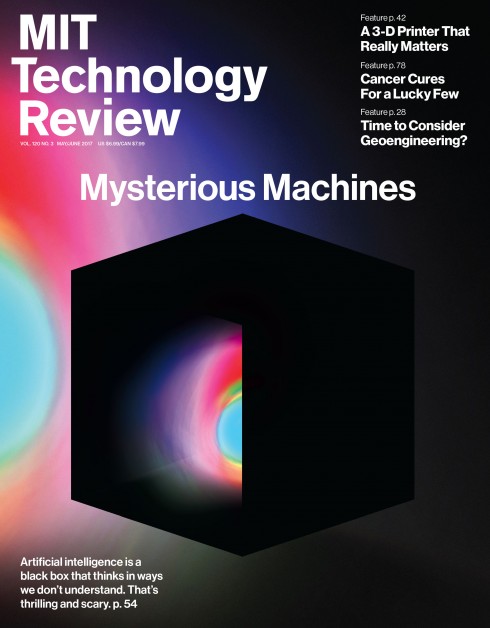 MIT
Technology
Review
VOL. 120 NO. 3 MAY/JUNE 2017 US $6.99/CAN $7.99
Feature p. 42
A 3-D Printer That
Really Matters
Feature p. 78
Cancer Cures
For a Lucky Few
Feature p. 28
Time to Consider
Geoengineering?
Mysterious Machines
Artificial intelligence is a
black box that thinks in ways
we don't understand. That's
thrilling and scary. p. 54